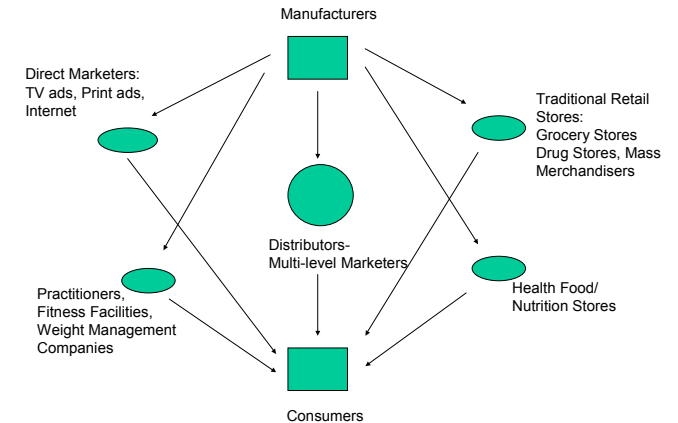 Manufacturers
Direct Marketers:
TV ads, Print ads,
Internet
Traditional Retail
Stores:
Grocery Stores
Drug Stores, Mass
Merchandisers
Distributors-
Multi-level Marketers
Practitioners,
Fitness Facilities,
Weight Management
Companies
Health Food/
Nutrition Stores
Consumers